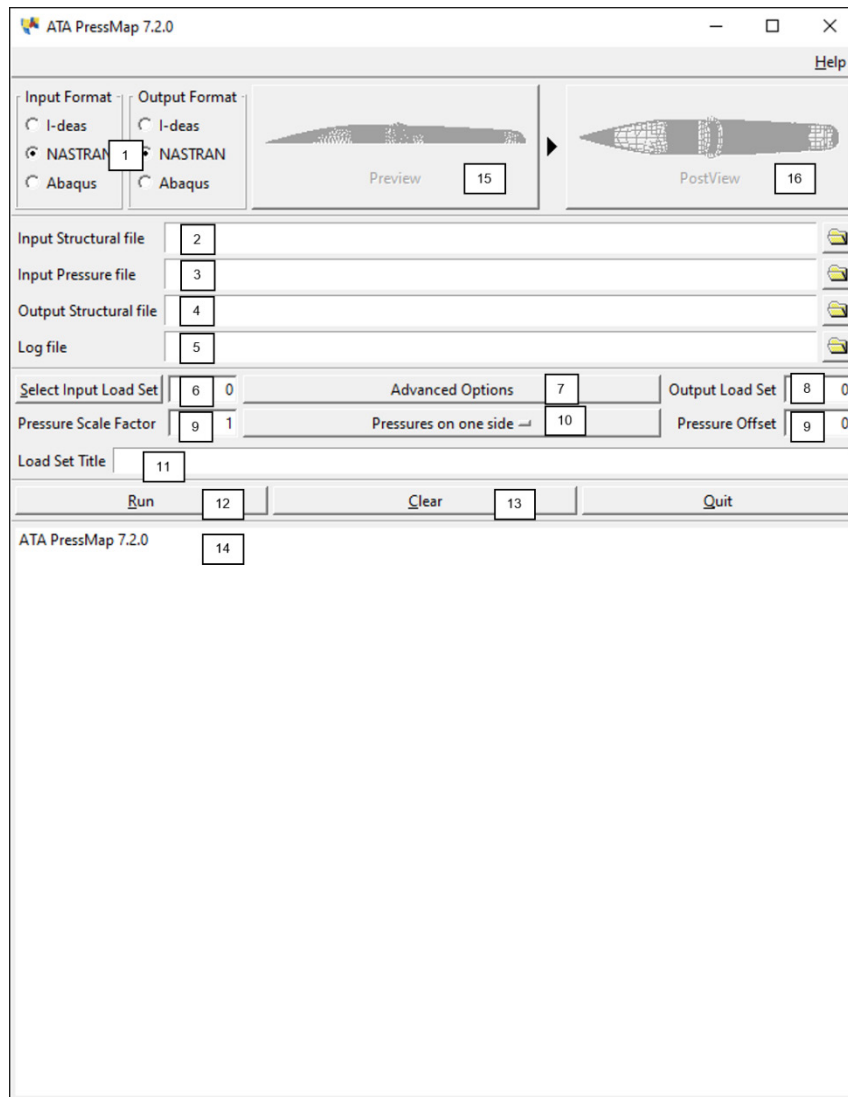 ATA PressMap 7.2.0
Help
Input Format Output Format
I-deas I-deas
NASTRAN 1 NASTRAN
Abaqus Abaqus
Preview 15
PostView 16
Input Structural file 2
Input Pressure file 3
Output Structural file 4
Log file 5
Select Input Load Set 6 0 Advanced Options 7 Output Load Set 8 0
Pressure Scale Factor 9 1 Pressures on one side 10 Pressure Offset 9 0
Load Set Title 11
Run 12 Clear 13 Quit
ATA PressMap 7.2.0 14